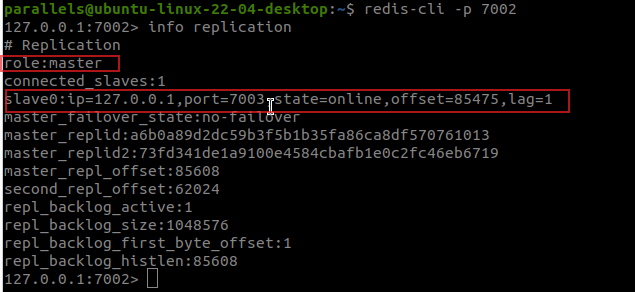 parallels@ubuntu-linux-22-04-desktop:~$ redis-cli -p 7002
127.0.0.1:7002> info replication
# Replication
role:master
connected_slaves:1
slave0:ip=127.0.0.1,port=7003,state=online,offset=85475,lag=1
master_failover_state:no-failover
master_replid:a6b0a89d2dc59b3f5b1b35fa86ca8df570761013
master_replid2:73fd341de1a9100e4584cbafb1e0c2fc46eb6719
master_repl_offset:85608
second_repl_offset:62024
repl_backlog_active:1
repl_backlog_size:1048576
repl_backlog_first_byte_offset:1
repl_backlog_histlen:85608
127.0.0.1:7002>